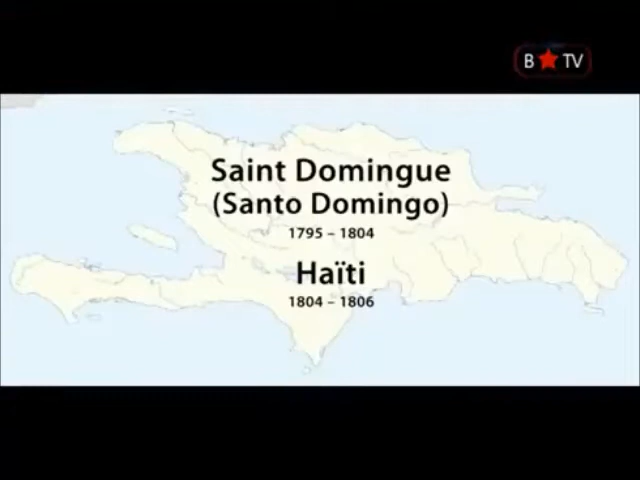 B TV
Saint Domingue
(Santo Domingo)
1795 – 1804
Haïti
1804 – 1806